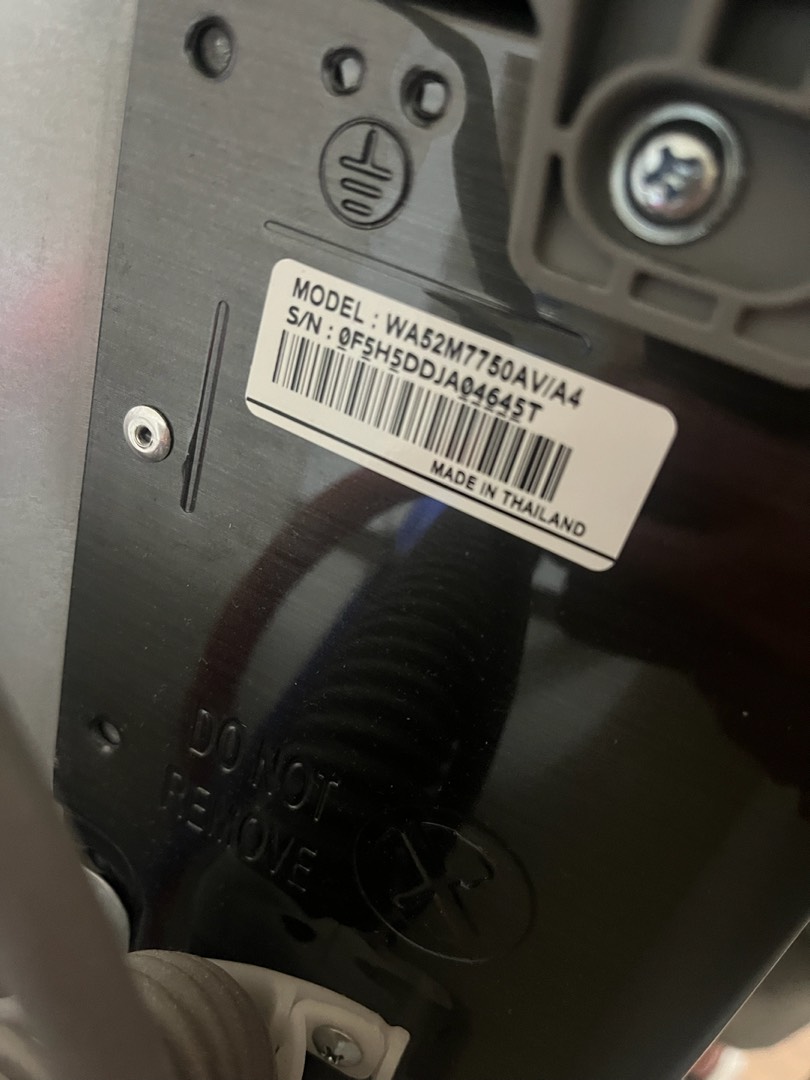 MODEL : WA52M7750AV/A4
S/N : 0F5H5DDJA04645T
MADE IN THAILAND
DO NOT
REMOVE